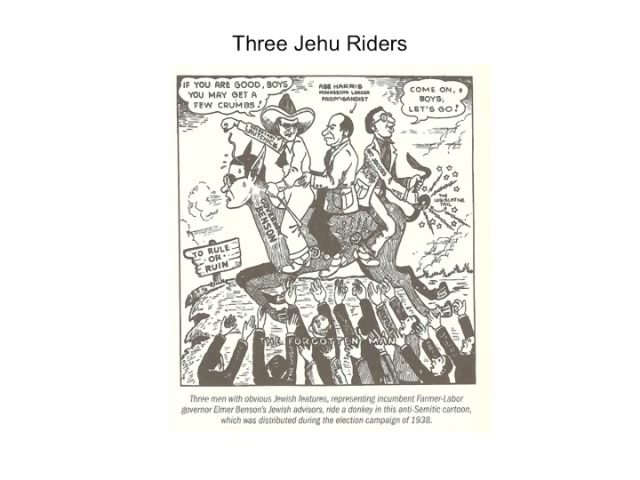 Three Jehu Riders
IF YOU ARE GOOD, BOYS
YOU MAY GET A
FEW CRUMBS!
ABE HARRIS
MINNESOTA LEADER
PROPOGANDIST
COME ON,
BOYS,
LET'S GO!
BENSON
THE
LEGISLATIVE
TAIL
TO RULE
OR
RUIN
THE FORGOTTEN MAN
Three men with obvious Jewish features, representing incumbent Farmer-Labor
governor Elmer Benson's Jewish advisors, ride a donkey in this anti-Semitic cartoon,
which was distributed during the election campaign of 1938.